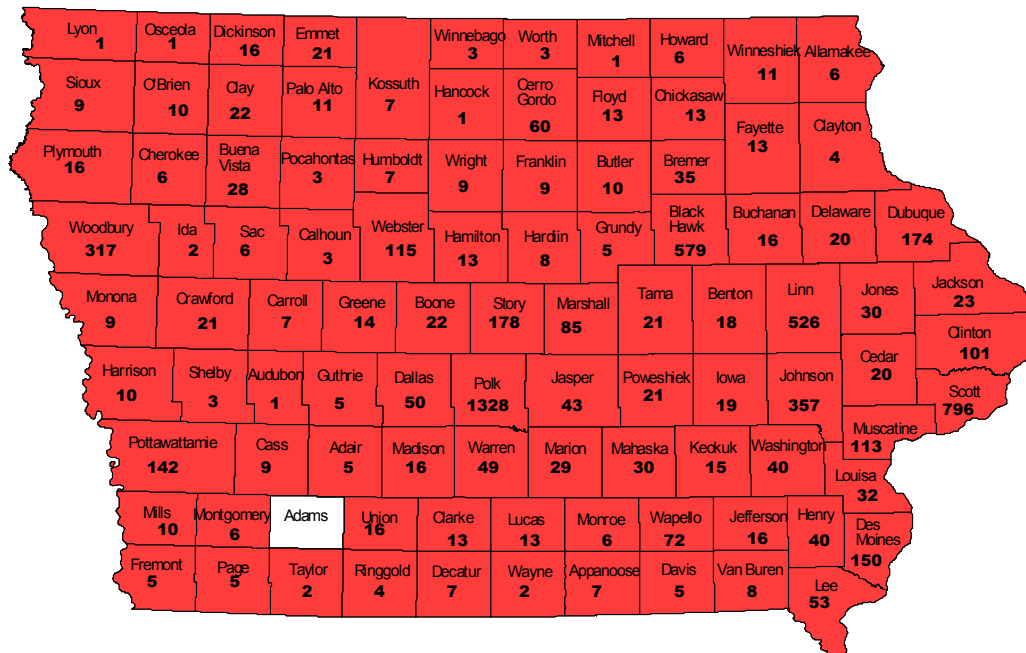 Lyon
1
Osceola
1
Dickinson
16
Emmet
21
Kossuth
7
Winnebago
3
Worth
3
Mitchell
1
Howard
6
Winneshiek
11
Allamakee
6
Sioux
9
O'Brien
10
Clay
22
Palo Alto
11
Hancock
1
Cerro
Gordo
60
Floyd
13
Chickasaw
13
Fayette
13
Clayton
4
Plymouth
16
Cherokee
6
Buena
Vista
28
Pocahontas
3
Humboldt
7
Wright
9
Franklin
9
Butler
10
Bremer
35
Woodbury
317
Ida
2
Sac
6
Calhoun
3
Webster
115
Hamilton
13
Hardin
8
Grundy
5
Black
Hawk
579
Buchanan
16
Delaware
20
Dubuque
174
Monona
9
Crawford
21
Carroll
7
Greene
14
Boone
22
Story
178
Marshall
85
Tama
21
Benton
18
Linn
526
Jones
30
Jackson
23
Clinton
101
Harrison
10
Shelby
3
Audubon
1
Guthrie
5
Dallas
50
Polk
1328
Jasper
43
Poweshiek
21
Iowa
19
Johnson
357
Cedar
20
Scott
796
Muscatine
113
Pottawattamie
142
Cass
9
Adair
5
Madison
16
Warren
49
Marion
29
Mahaska
30
Keokuk
15
Washington
40
Louisa
32
Mills
10
Montgomery
6
Adams
Union
16
Clarke
13
Lucas
13
Monroe
6
Wapello
72
Jefferson
16
Henry
40
Des
Moines
150
Fremont
5
Page
5
Taylor
2
Ringgold
4
Decatur
7
Wayne
2
Appanoose
7
Davis
5
Van Buren
8
Lee
53